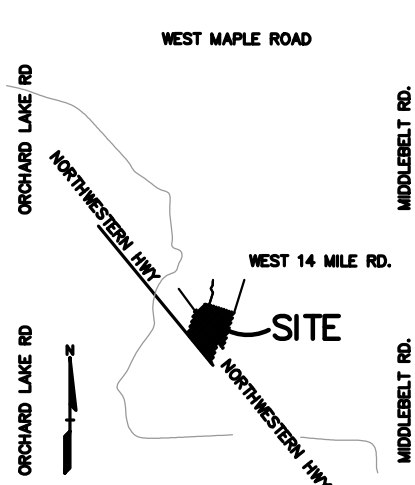 WEST MAPLE ROAD
ORCHARD LAKE RD
MIDDLEBELT RD.
NORTHWESTERN HWY
WEST 14 MILE RD.
SITE
ORCHARD LAKE RD
N
MIDDLEBELT RD.
NORTHWESTERN HWY